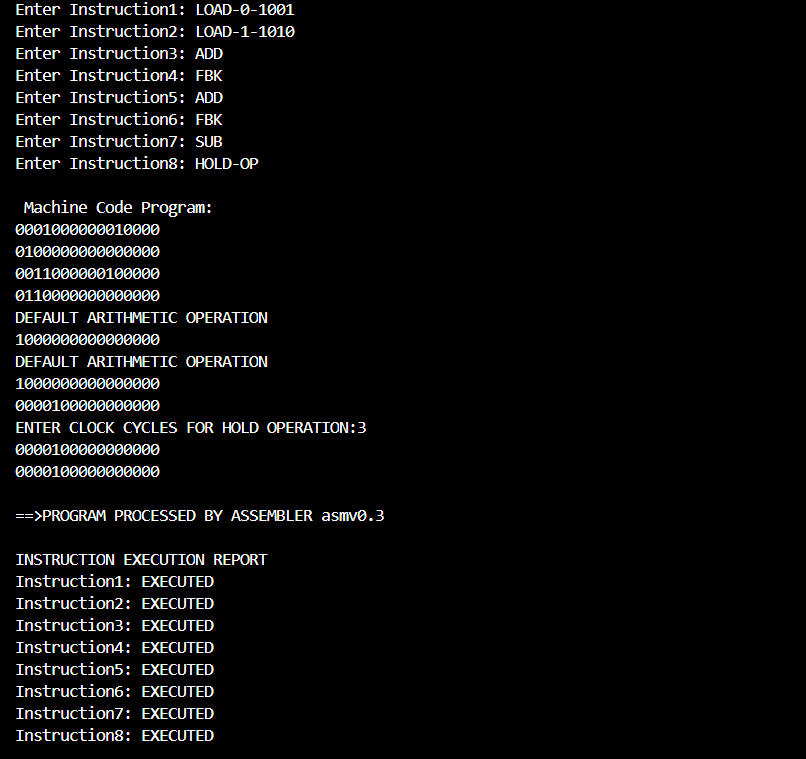 Enter Instruction1: LOAD-0-1001
Enter Instruction2: LOAD-1-1010
Enter Instruction3: ADD
Enter Instruction4: FBK
Enter Instruction5: ADD
Enter Instruction6: FBK
Enter Instruction7: SUB
Enter Instruction8: HOLD-OP
Machine Code Program:
0001000000010000
0100000000000000
0011000000100000
0110000000000000
DEFAULT ARITHMETIC OPERATION
1000000000000000
DEFAULT ARITHMETIC OPERATION
1000000000000000
0000100000000000
ENTER CLOCK CYCLES FOR HOLD OPERATION:3
0000100000000000
0000100000000000
==>PROGRAM PROCESSED BY ASSEMBLER asmv0.3
INSTRUCTION EXECUTION REPORT
Instruction1: EXECUTED
Instruction2: EXECUTED
Instruction3: EXECUTED
Instruction4: EXECUTED
Instruction5: EXECUTED
Instruction6: EXECUTED
Instruction7: EXECUTED
Instruction8: EXECUTED